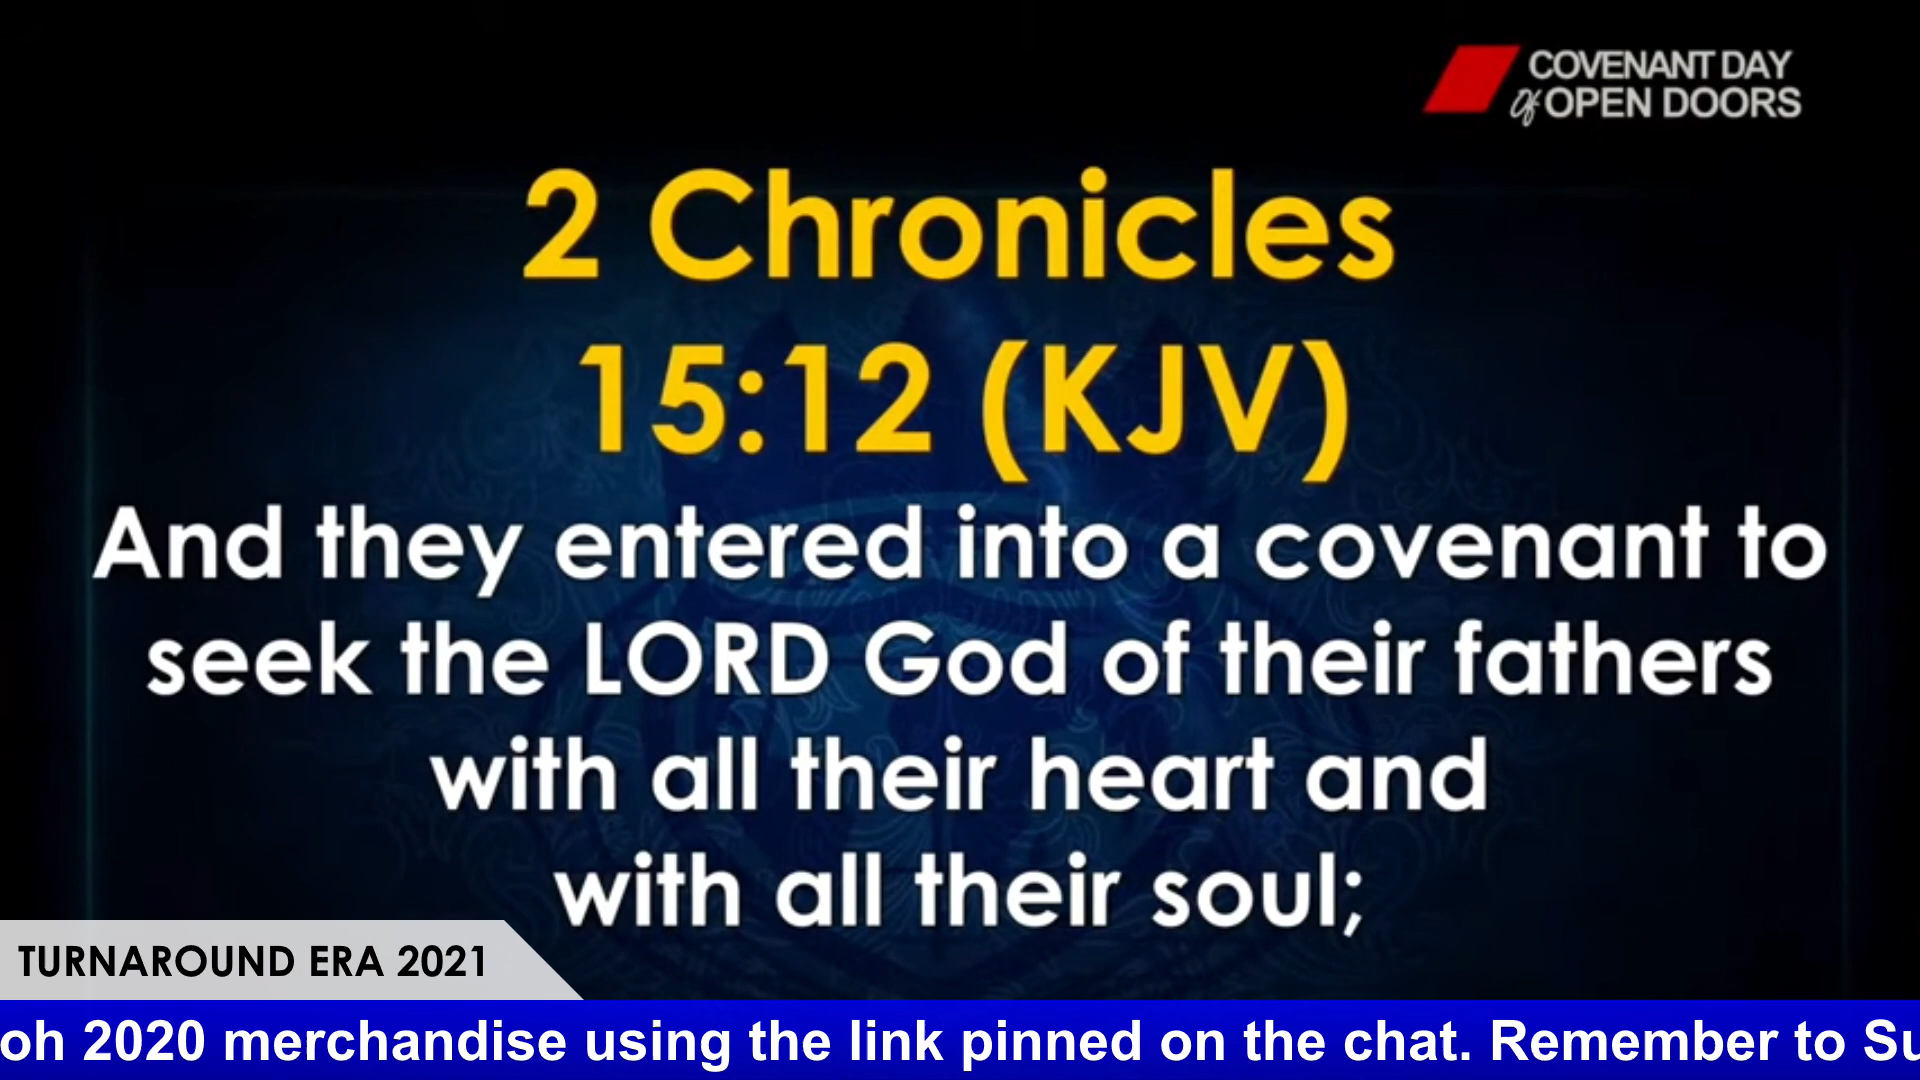 COVENANT DAY
Of OPEN DOORS
2 Chronicles
15:12 (KJV)
And they entered into a covenant to
seek the LORD God of their fathers
with all their heart and
with all their soul;
TURNAROUND ERA 2021
oh 2020 merchandise using the link pinned on the chat. Remember to Su